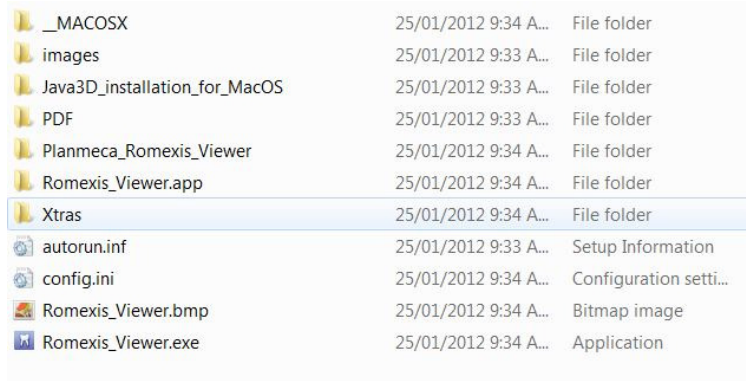 __MACOSX 25/01/2012 9:34 A... File folder
images 25/01/2012 9:33 A... File folder
Java3D_installation_for_MacOS 25/01/2012 9:33 A... File folder
PDF 25/01/2012 9:33 A... File folder
Planmeca_Romexis_Viewer 25/01/2012 9:34 A... File folder
Romexis_Viewer.app 25/01/2012 9:34 A... File folder
Xtras 25/01/2012 9:34 A... File folder
autorun.inf 25/01/2012 9:33 A... Setup Information
config.ini 25/01/2012 9:34 A... Configuration setti...
Romexis_Viewer.bmp 25/01/2012 9:34 A... Bitmap image
Romexis_Viewer.exe 25/01/2012 9:34 A... Application